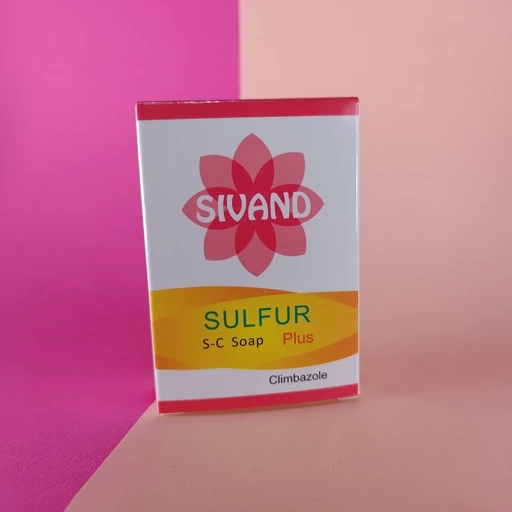 SIVAND
SULFUR
S-C Soap Plus
Climbazole